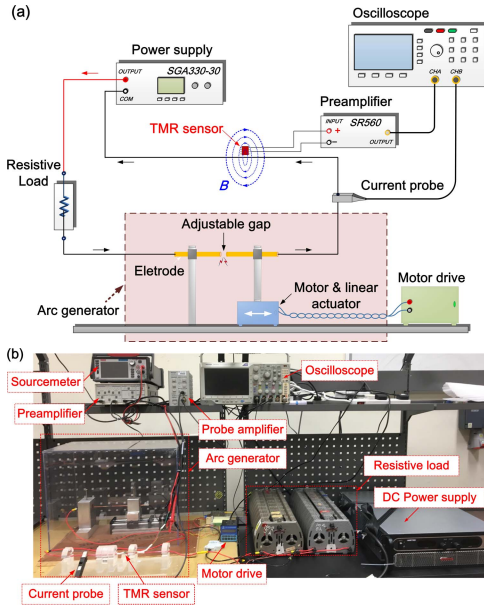 (a)
Oscilloscope
Power supply
OUTPUT
SGA330-30
COM
CHA
CHB
Preamplifier
INPUT
SR560
OUTPUT
+
−
TMR sensor
B
Resistive
Load
Current probe
Adjustable gap
Eletrode
Motor & linear
actuator
Motor drive
Arc generator
(b)
Oscilloscope
Sourcemeter
Preamplifier
Probe amplifier
Arc generator
Resistive load
DC Power supply
Motor drive
Current probe
TMR sensor